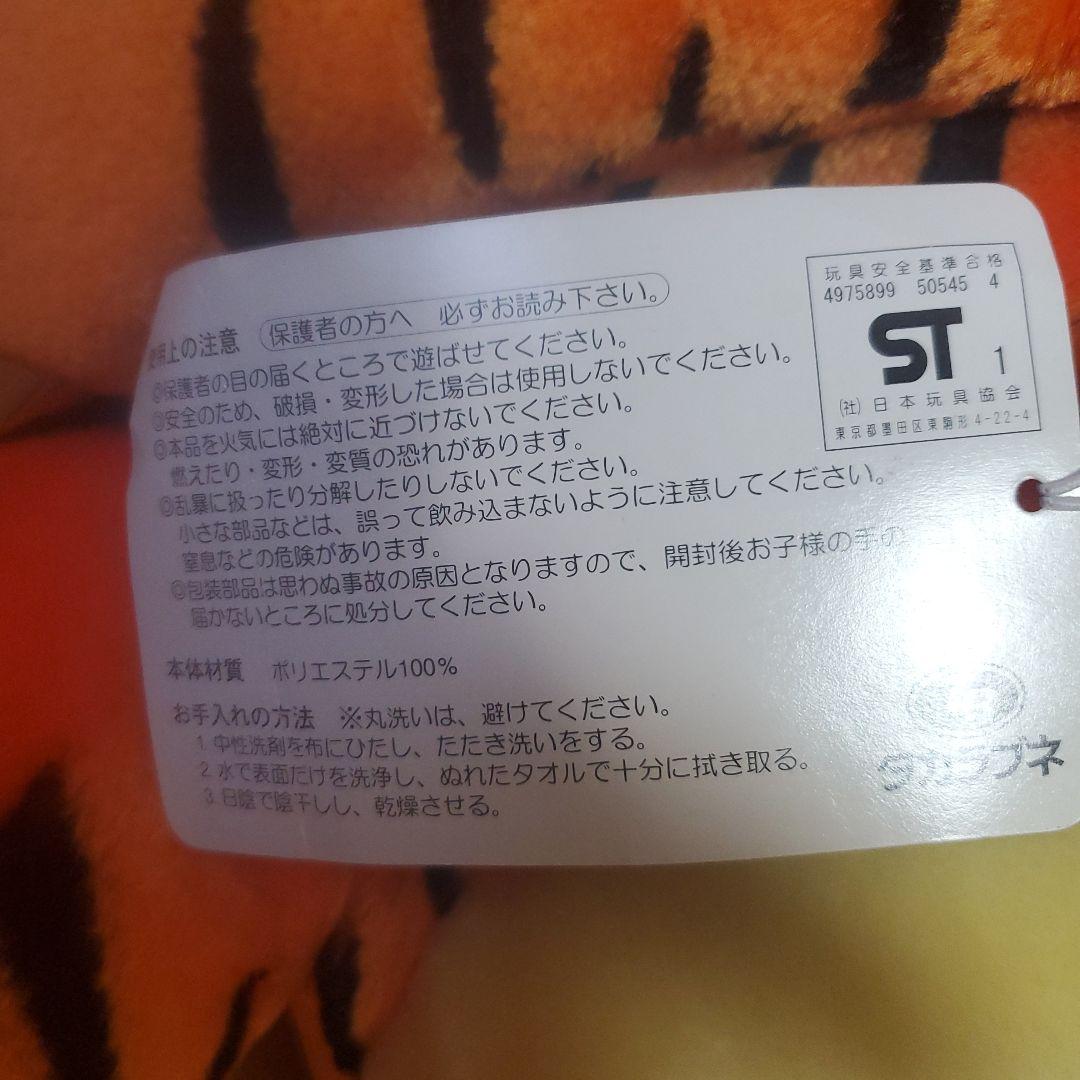 使用上の注意 保護者の方へ 必ずお読み下さい。
◎保護者の目の届くところで遊ばせてください。
◎安全のため、破損・変形した場合は使用しないでください。
◎本品を火気には絶対に近づけないでください。
燃えたり・変形・変質の恐れがあります。
◎乱暴に扱ったり分解したりしないでください。
小さな部品などは、誤って飲み込まないように注意してください。
窒息などの危険があります。
◎包装部品は思わぬ事故の原因となりますので、開封後お子様の手の
届かないところに処分してください。
本体材質 ポリエステル100%
お手入れの方法 ※丸洗いは、避けてください。
1. 中性洗剤を布にひたし、たたき洗いをする。
2. 水で表面だけを洗浄し、ぬれたタオルで十分に拭き取る。
3. 日陰で陰干しし、乾燥させる。
玩具安全基準合格
4975899 50545 4
ST 1
(社)日本玩具協会
東京都墨田区東駒形4-22-4
タカラブネ